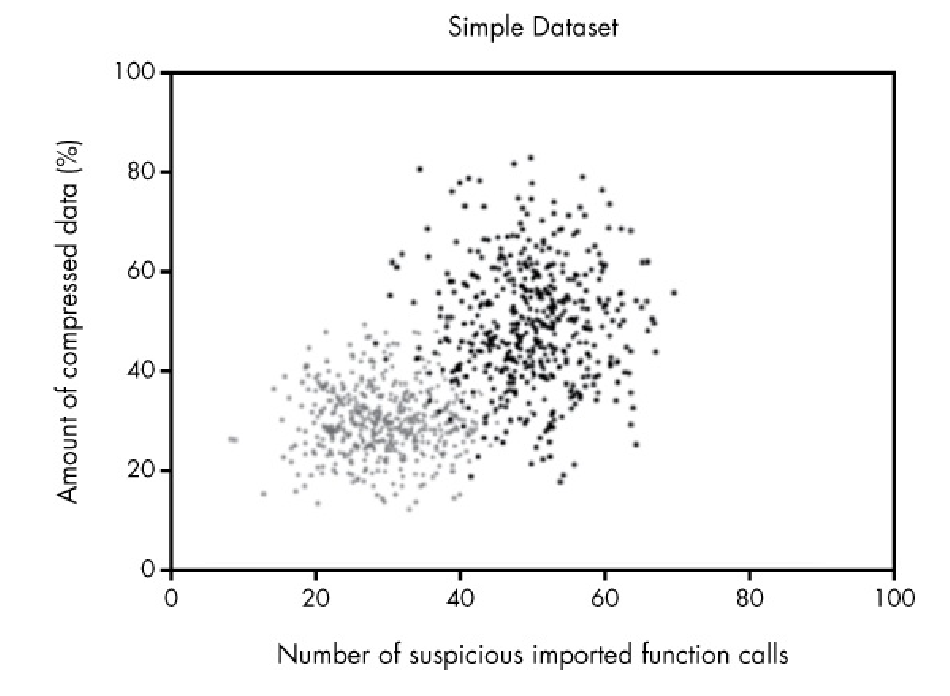 Simple Dataset
100
80
60
40
20
0
Amount of compressed data (%)
0 20 40 60 80 100
Number of suspicious imported function calls